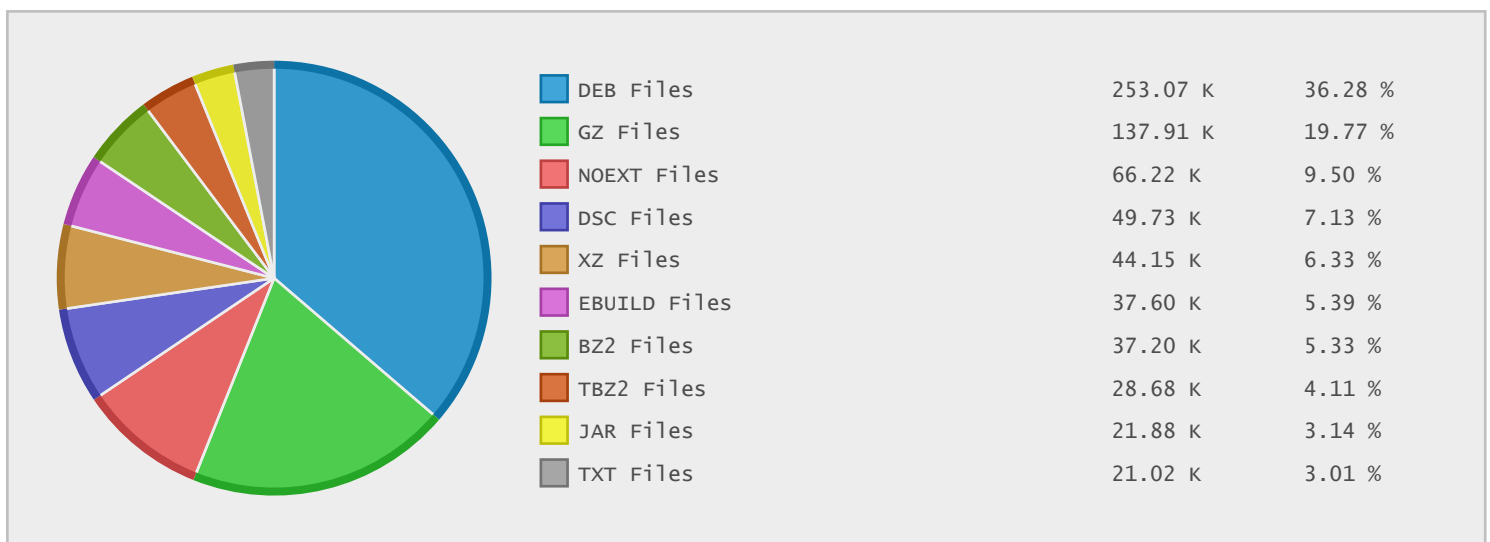 DEB Files 253.07 K 36.28 %
GZ Files 137.91 K 19.77 %
NOEXT Files 66.22 K 9.50 %
DSC Files 49.73 K 7.13 %
XZ Files 44.15 K 6.33 %
EBUILD Files 37.60 K 5.39 %
BZ2 Files 37.20 K 5.33 %
TBZ2 Files 28.68 K 4.11 %
JAR Files 21.88 K 3.14 %
TXT Files 21.02 K 3.01 %